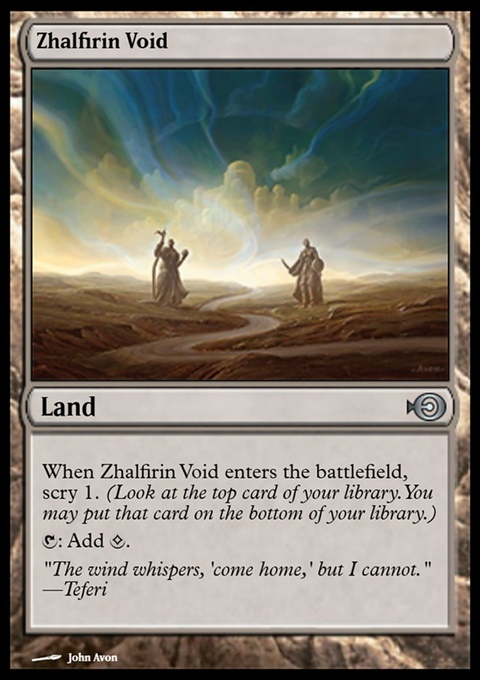 Zhalfirin Void
Land
When Zhalfirin Void enters the battlefield,
scry 1. (Look at the top card of your library. You
may put that card on the bottom of your library.)
: Add .
"The wind whispers, 'come home,' but I cannot."
—Teferi
John Avon